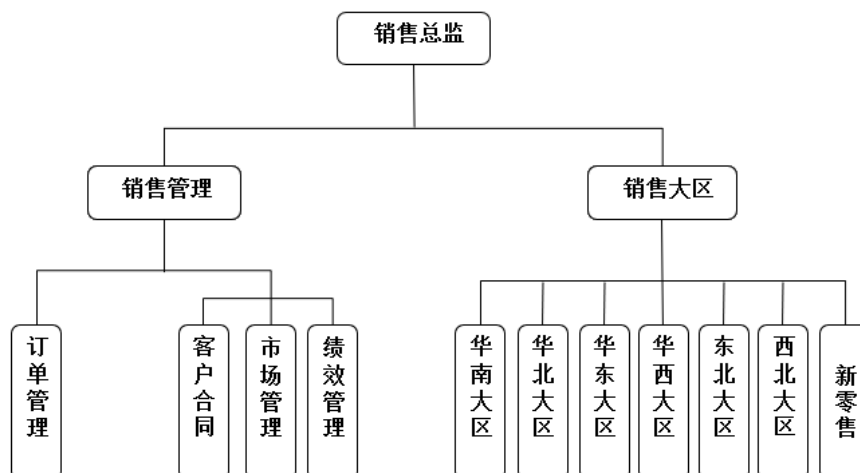 销售总监
销售管理
销售大区
订单管理
客户合同
市场管理
绩效管理
华南大区
华北大区
华东大区
华西大区
东北大区
西北大区
新零售